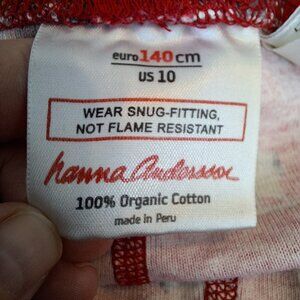 euro 140 cm
US 10
WEAR SNUG-FITTING,
NOT FLAME RESISTANT
hanna Andersson
100% Organic Cotton
made in Peru